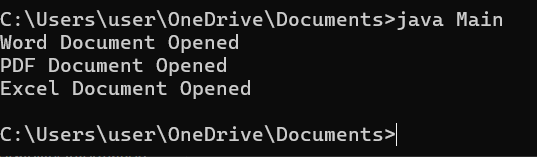 C:\Users\user\OneDrive\Documents>java Main
Word Document Opened
PDF Document Opened
Excel Document Opened
C:\Users\user\OneDrive\Documents>